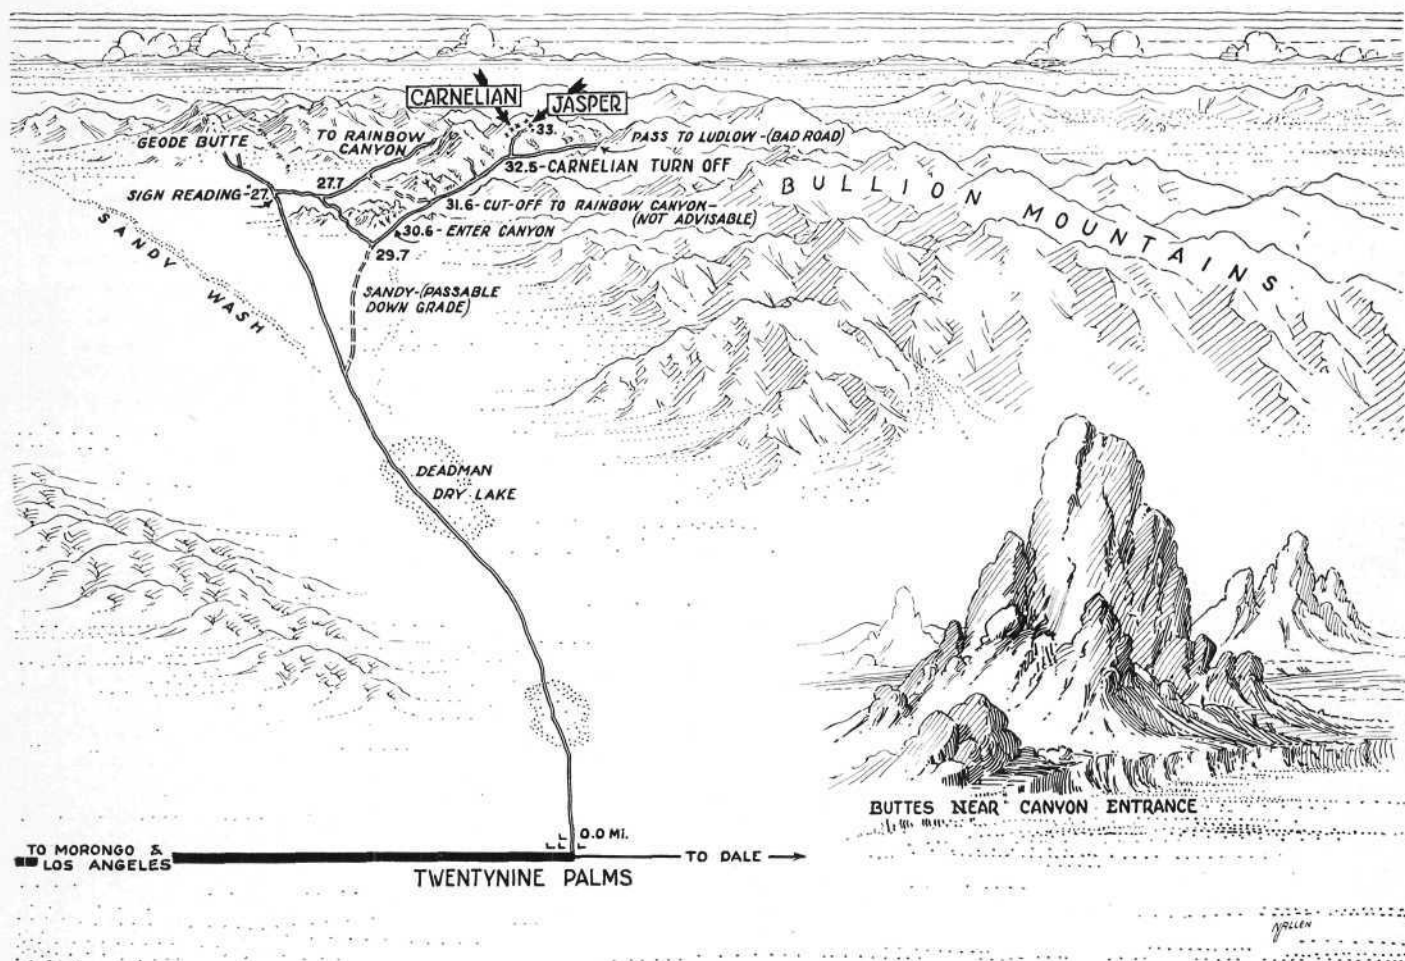 CARNELIAN
JASPER
33.
GEODE BUTTE
TO RAINBOW
CANYON
PASS TO LUDLOW-(BAD ROAD)
32.5-CARNELIAN TURN OFF
SIGN READING-27.
27.7
31.6-CUT-OFF TO RAINBOW CANYON-
(NOT ADVISABLE)
30.6-ENTER CANYON
29.7
BULLION MOUNTAINS
SANDY WASH
SANDY-(PASSABLE
DOWN GRADE)
DEADMAN
DRY LAKE
BUTTES NEAR CANYON ENTRANCE
0.0 Mi.
TO MORONGO &
LOS ANGELES
TO DALE
TWENTYNINE PALMS
N.ALLEN